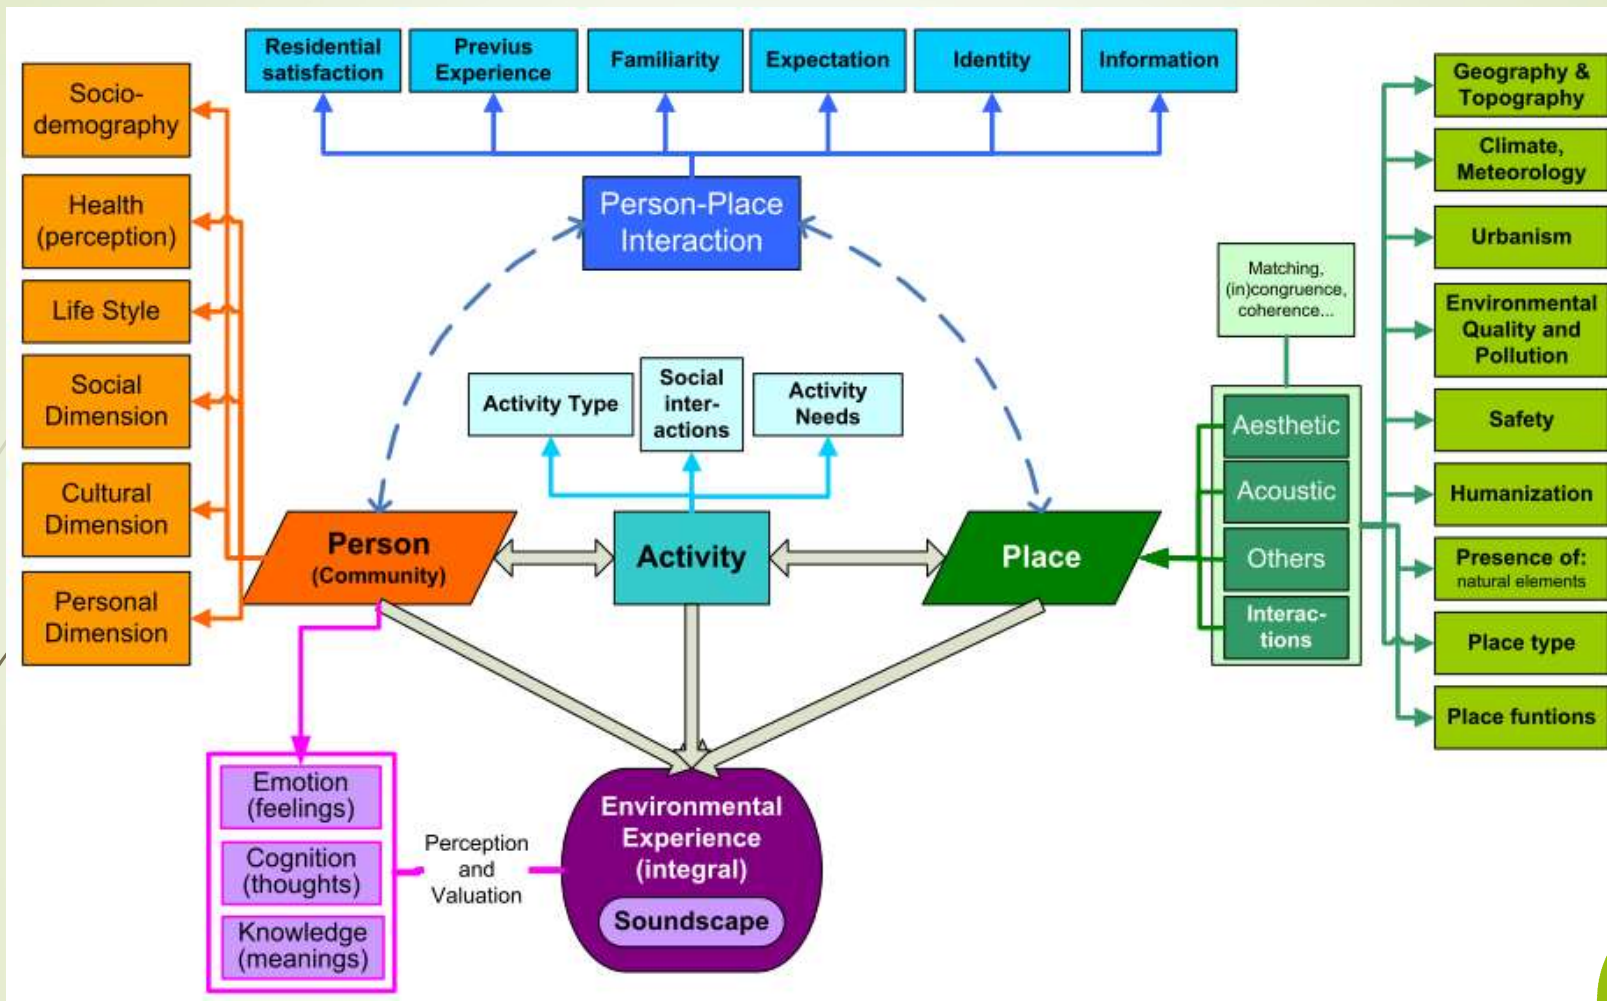 Residential
satisfaction
Previus
Experience
Familiarity
Expectation
Identity
Information
Socio-
demography
Health
(perception)
Life Style
Social
Dimension
Cultural
Dimension
Personal
Dimension
Person-Place
Interaction
Activity Type
Social
inter-
actions
Activity
Needs
Person
(Community)
Activity
Place
Matching,
(in)congruence,
coherence...
Aesthetic
Acoustic
Others
Interac-
tions
Geography &
Topography
Climate,
Meteorology
Urbanism
Environmental
Quality and
Pollution
Safety
Humanization
Presence of:
natural elements
Place type
Place funtions
Emotion
(feelings)
Cognition
(thoughts)
Knowledge
(meanings)
Perception
and
Valuation
Environmental
Experience
(integral)
Soundscape